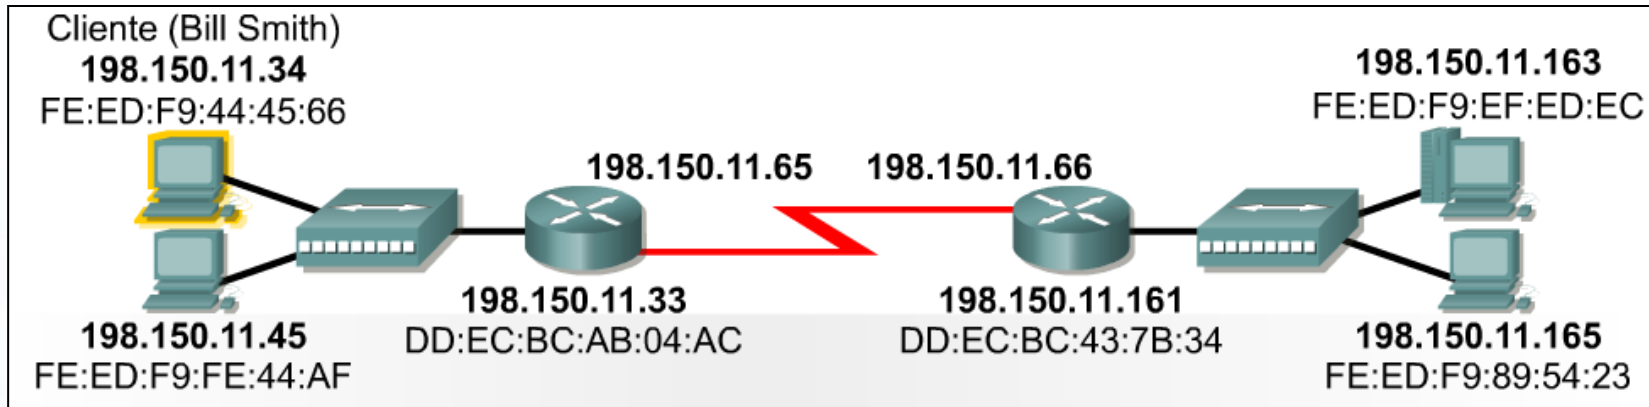 Cliente (Bill Smith)
198.150.11.34
FE:ED:F9:44:45:66
198.150.11.45
FE:ED:F9:FE:44:AF
198.150.11.65
198.150.11.33
DD:EC:BC:AB:04:AC
198.150.11.66
198.150.11.161
DD:EC:BC:43:7B:34
198.150.11.163
FE:ED:F9:EF:ED:EC
198.150.11.165
FE:ED:F9:89:54:23